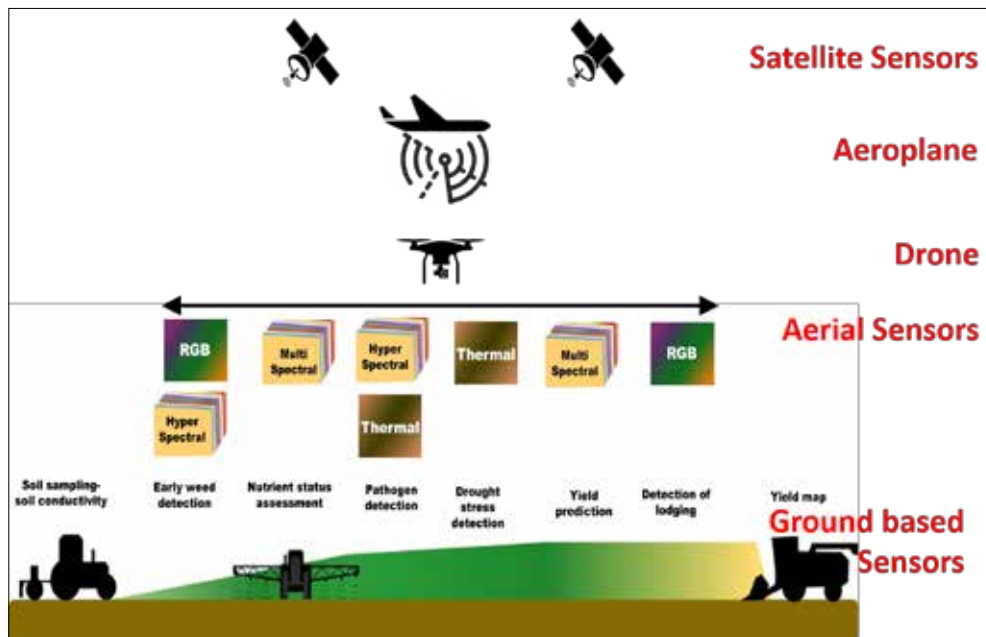 Satellite Sensors
Aeroplane
Drone
Aerial Sensors
RGB
Multi
Spectral
Hyper
Spectral
Thermal
Multi
Spectral
RGB
Hyper
Spectral
Thermal
Soil sampling-
soil conductivity
Early weed
detection
Nutrient status
assessment
Pathogen
detection
Drought
stress
detection
Yield
prediction
Detection of
lodging
Yield map
Ground based
Sensors